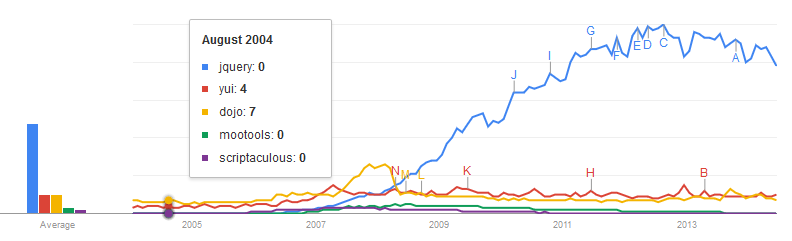 August 2004
jquery: 0
yui: 4
dojo: 7
mootools: 0
scriptaculous: 0
G
F
E
D
C
A
I
J
N
M
L
K
H
B
Average
2005
2007
2009
2011
2013